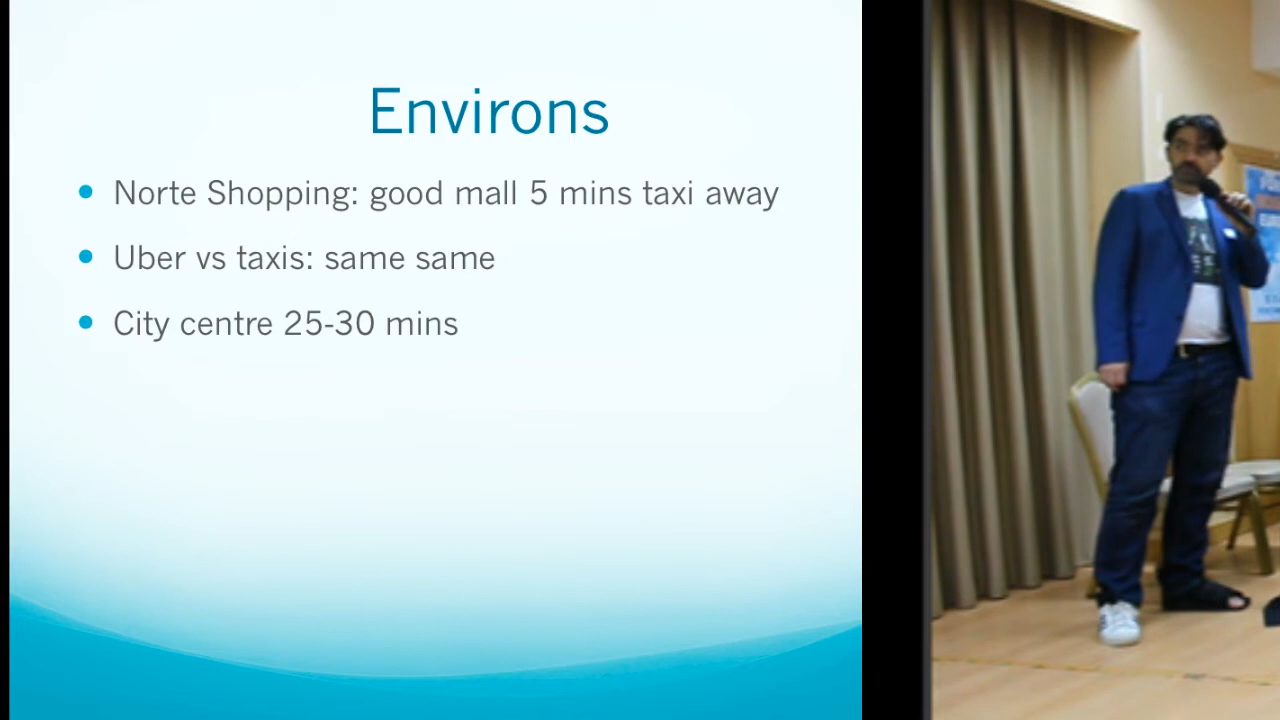 Environs
Norte Shopping: good mall 5 mins taxi away
Uber vs taxis: same same
City centre 25-30 mins